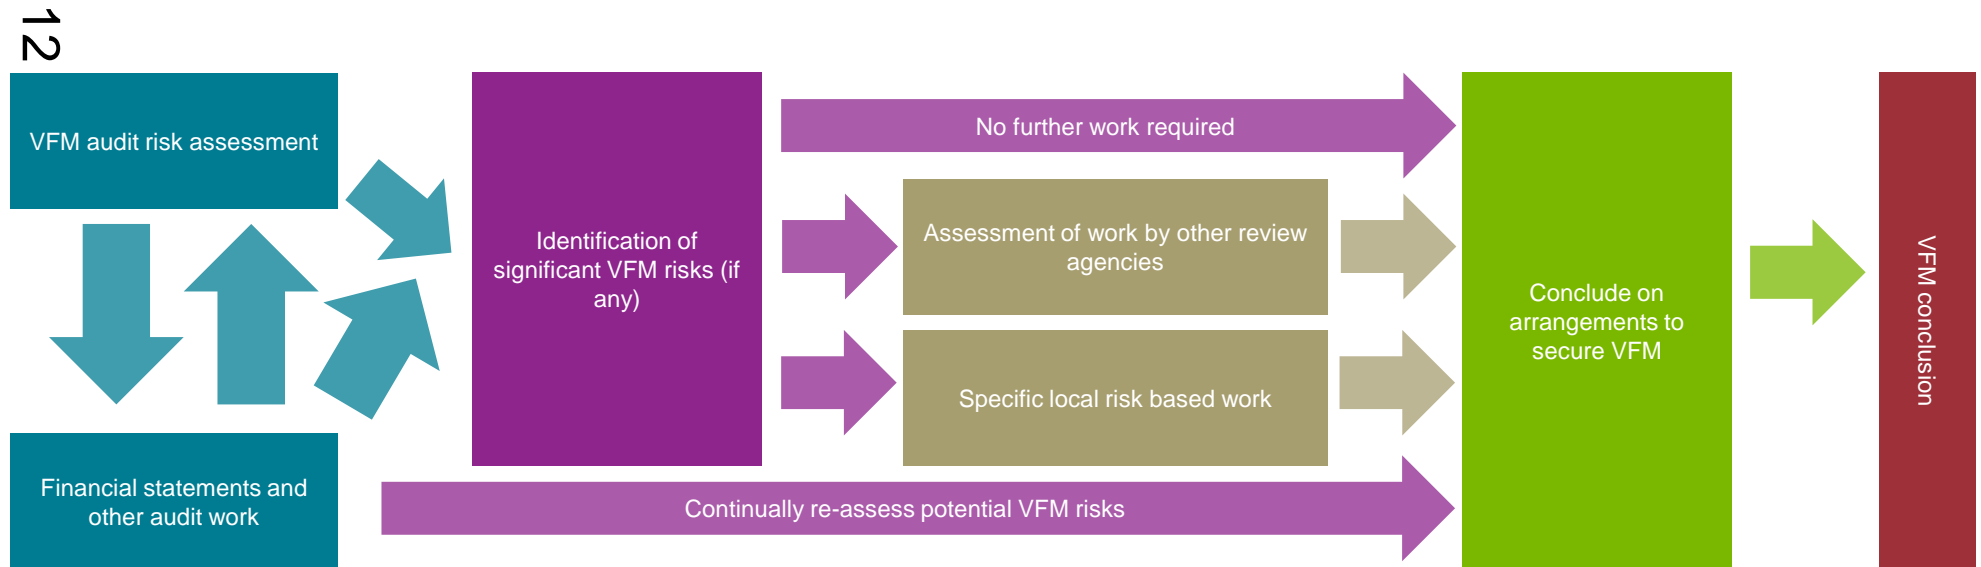 12
VFM audit risk assessment
Financial statements and
other audit work
Identification of
significant VFM risks (if
any)
No further work required
Assessment of work by other review
agencies
Specific local risk based work
Continually re-assess potential VFM risks
Conclude on
arrangements to
secure VFM
VFM conclusion